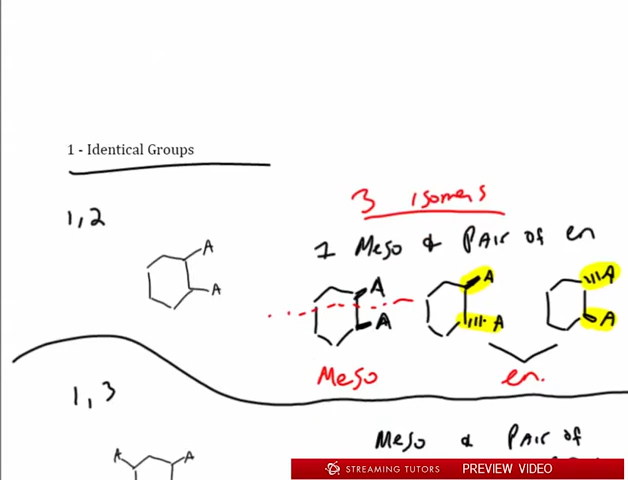 1 - Identical Groups
3 isomers
1,2
1 Meso & PAir of en
A
A
A
A
A
A
A
A
Meso
en.
1,3
Meso & PAir of
A
A
STREAMING TUTORS PREVIEW VIDEO